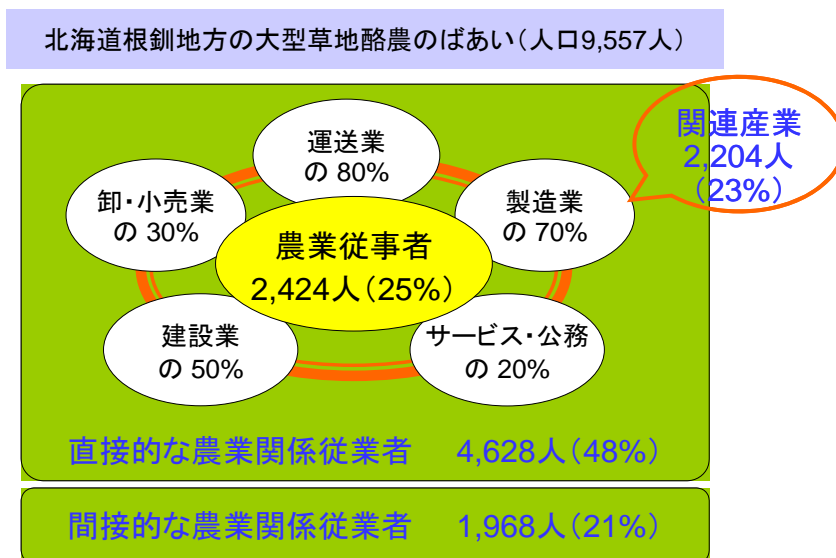 北海道根釧地方の大型草地酪農のばあい（人口9,557人）
関連産業
2,204人
（23%）
運送業
の 80%
卸・小売業
の 30%
製造業
の 70%
農業従事者
2,424人（25%）
建設業
の 50%
サービス・公務
の 20%
直接的な農業関係従業者 4,628人（48%）
間接的な農業関係従業者 1,968人（21%）